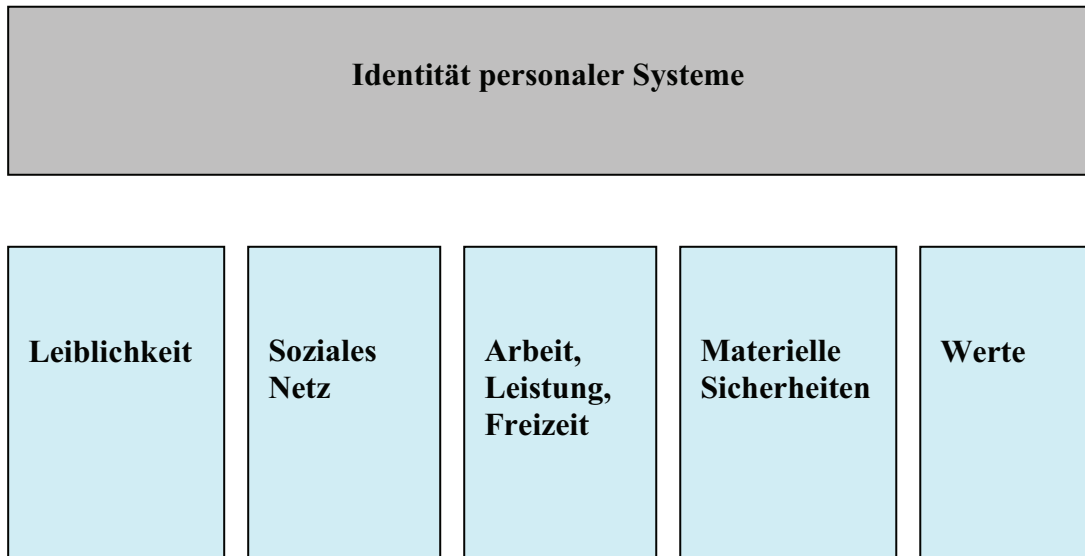 Identität personaler Systeme
Leiblichkeit
Soziales
Netz
Arbeit,
Leistung,
Freizeit
Materielle
Sicherheiten
Werte